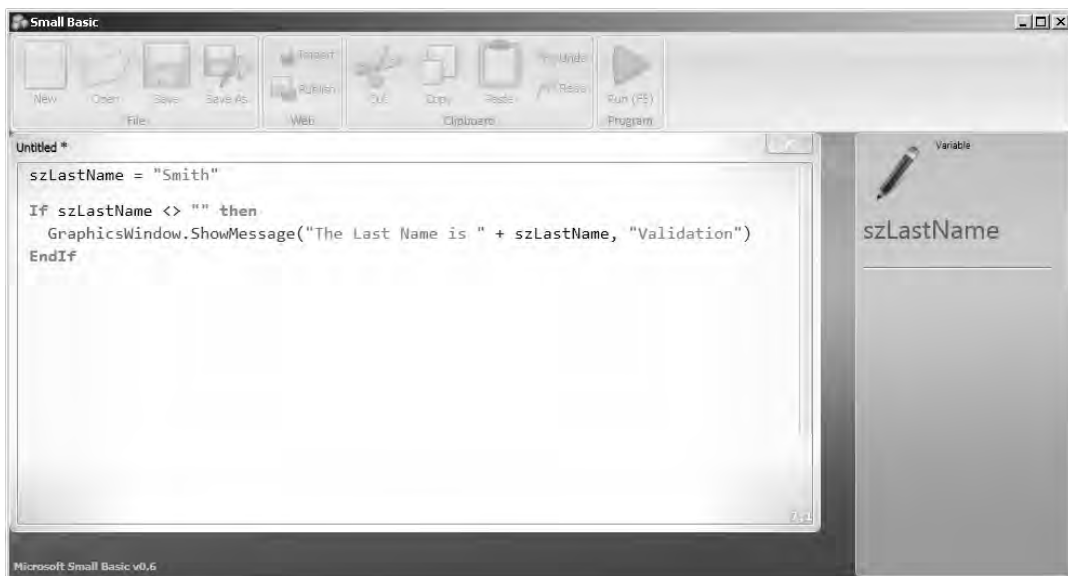 Small Basic
New Open Save Save As
File
Import
Publish
Web
Cut Copy Paste
Undo
Redo
Clipboard
Run (F5)
Program
Untitled *
szLastName = "Smith"
If szLastName <> "" then
GraphicsWindow.ShowMessage("The Last Name is " + szLastName, "Validation")
EndIf
Variable
szLastName
Microsoft Small Basic v0.6